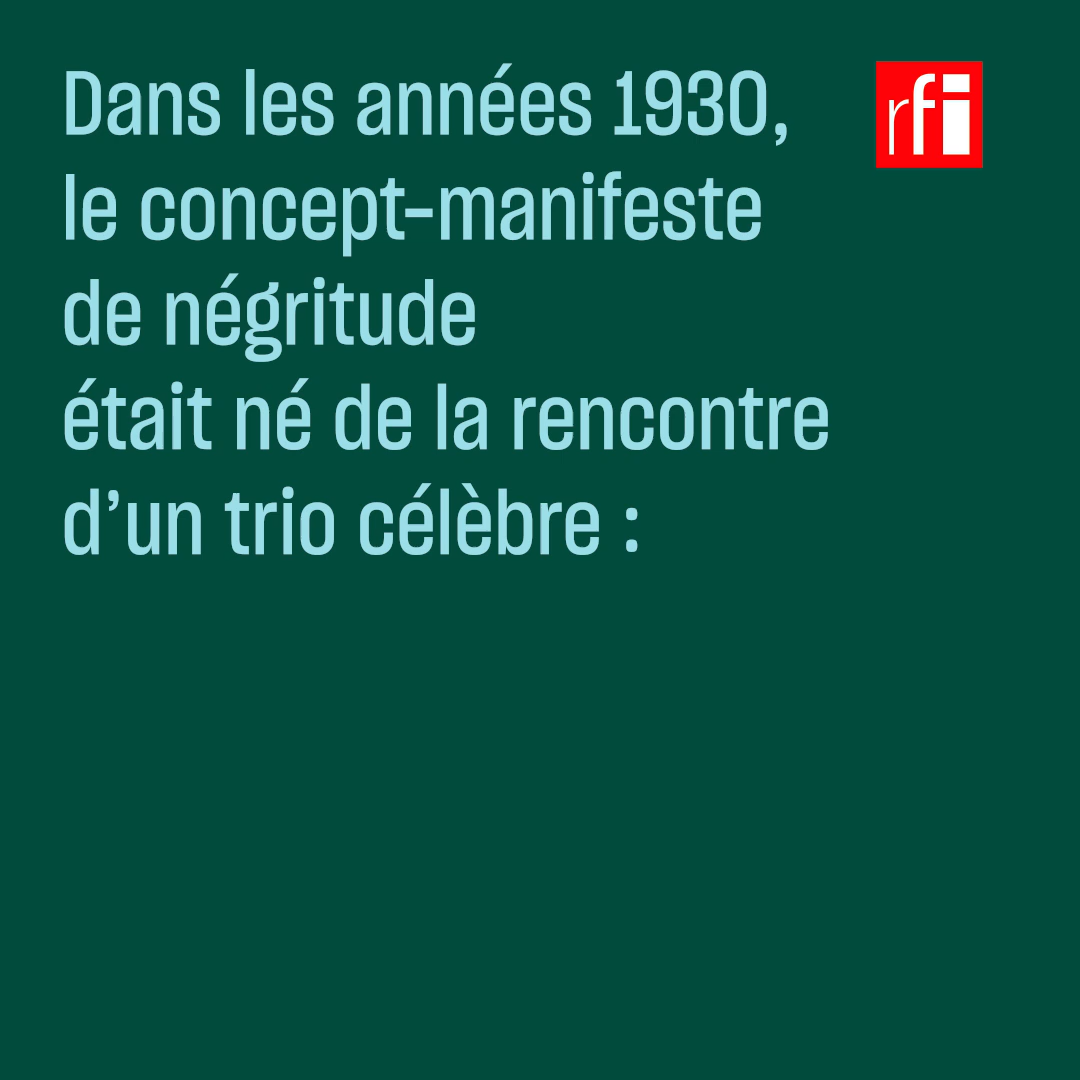 Dans les années 1930,
rfi
le concept-manifeste
de négritude
était né de la rencontre
d’un trio célèbre :